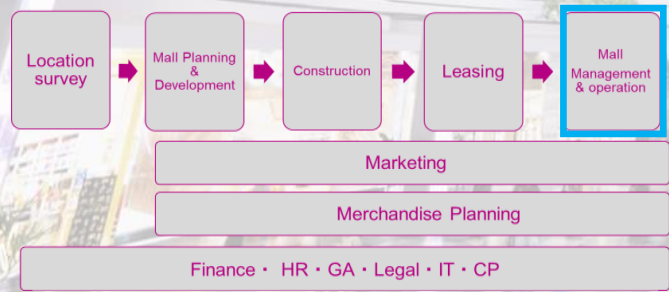 Location
survey
Mall Planning
&
Development
Construction
Leasing
Mall
Management
& operation
Marketing
Merchandise Planning
Finance・ HR・GA・Legal・IT・CP